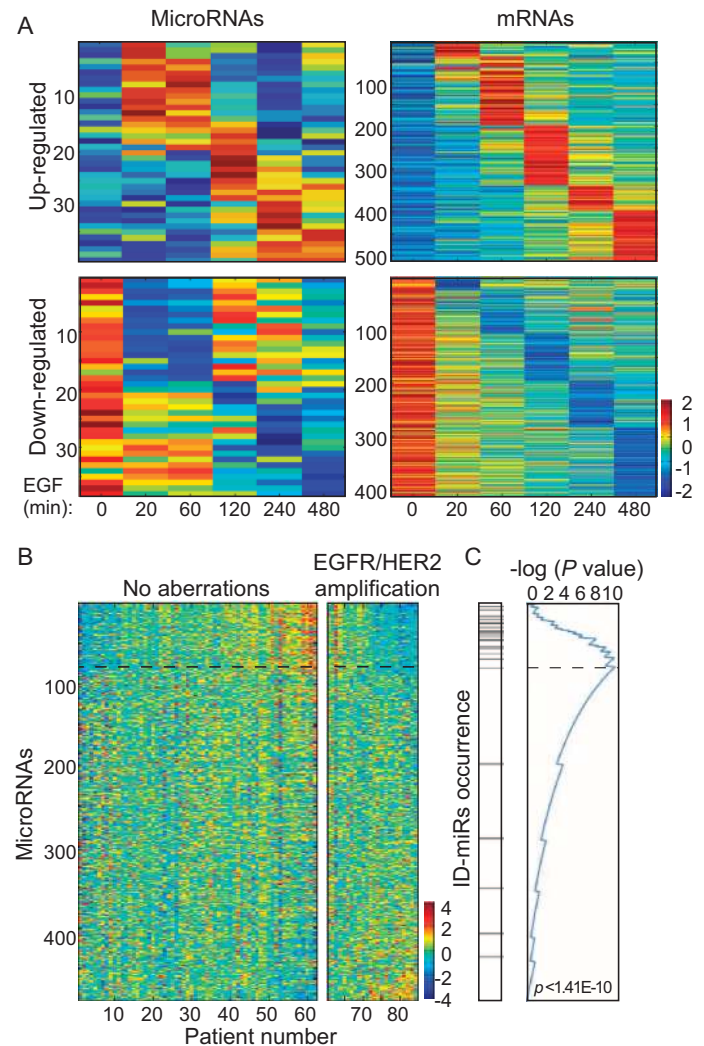 A
MicroRNAs
mRNAs
Up-regulated
10
20
30
100
200
300
400
500
Down-regulated
10
20
30
100
200
300
400
2
1
0
-1
-2
EGF
(min):
0 20 60 120 240 480
0 20 60 120 240 480
B
No aberrations
EGFR/HER2
amplification
MicroRNAs
100
200
300
400
4
2
0
-2
-4
10 20 30 40 50 60
70 80
Patient number
C
-log (P value)
0 2 4 6 8 10
ID-miRs occurrence
p<1.41E-10